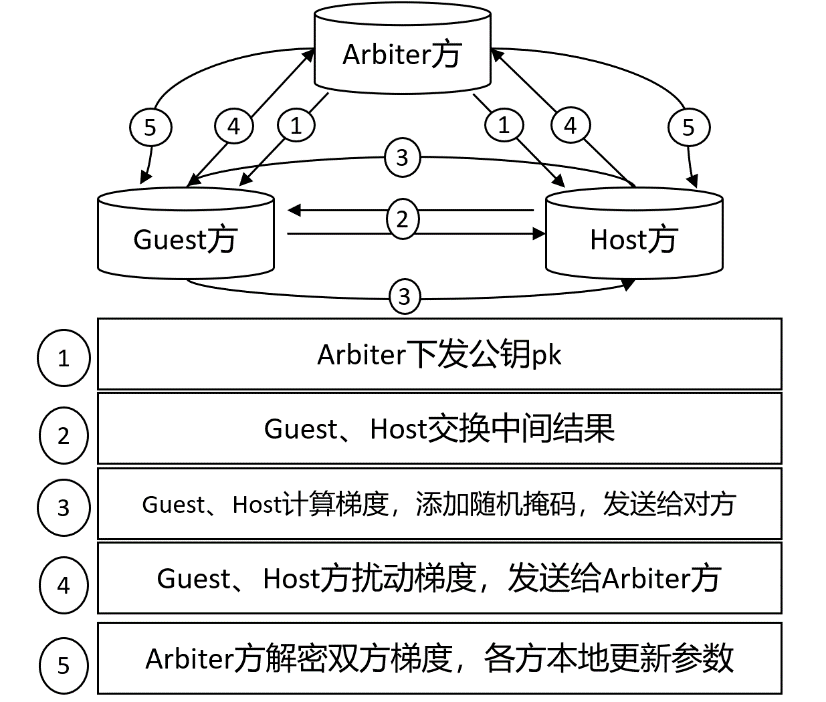 Arbiter方
5
4
1
1
4
5
3
Guest方
2
Host方
3
1
Arbiter下发公钥pk
2
Guest、Host交换中间结果
3
Guest、Host计算梯度，添加随机掩码，发送给对方
4
Guest、Host方扰动梯度，发送给Arbiter方
5
Arbiter方解密双方梯度，各方本地更新参数